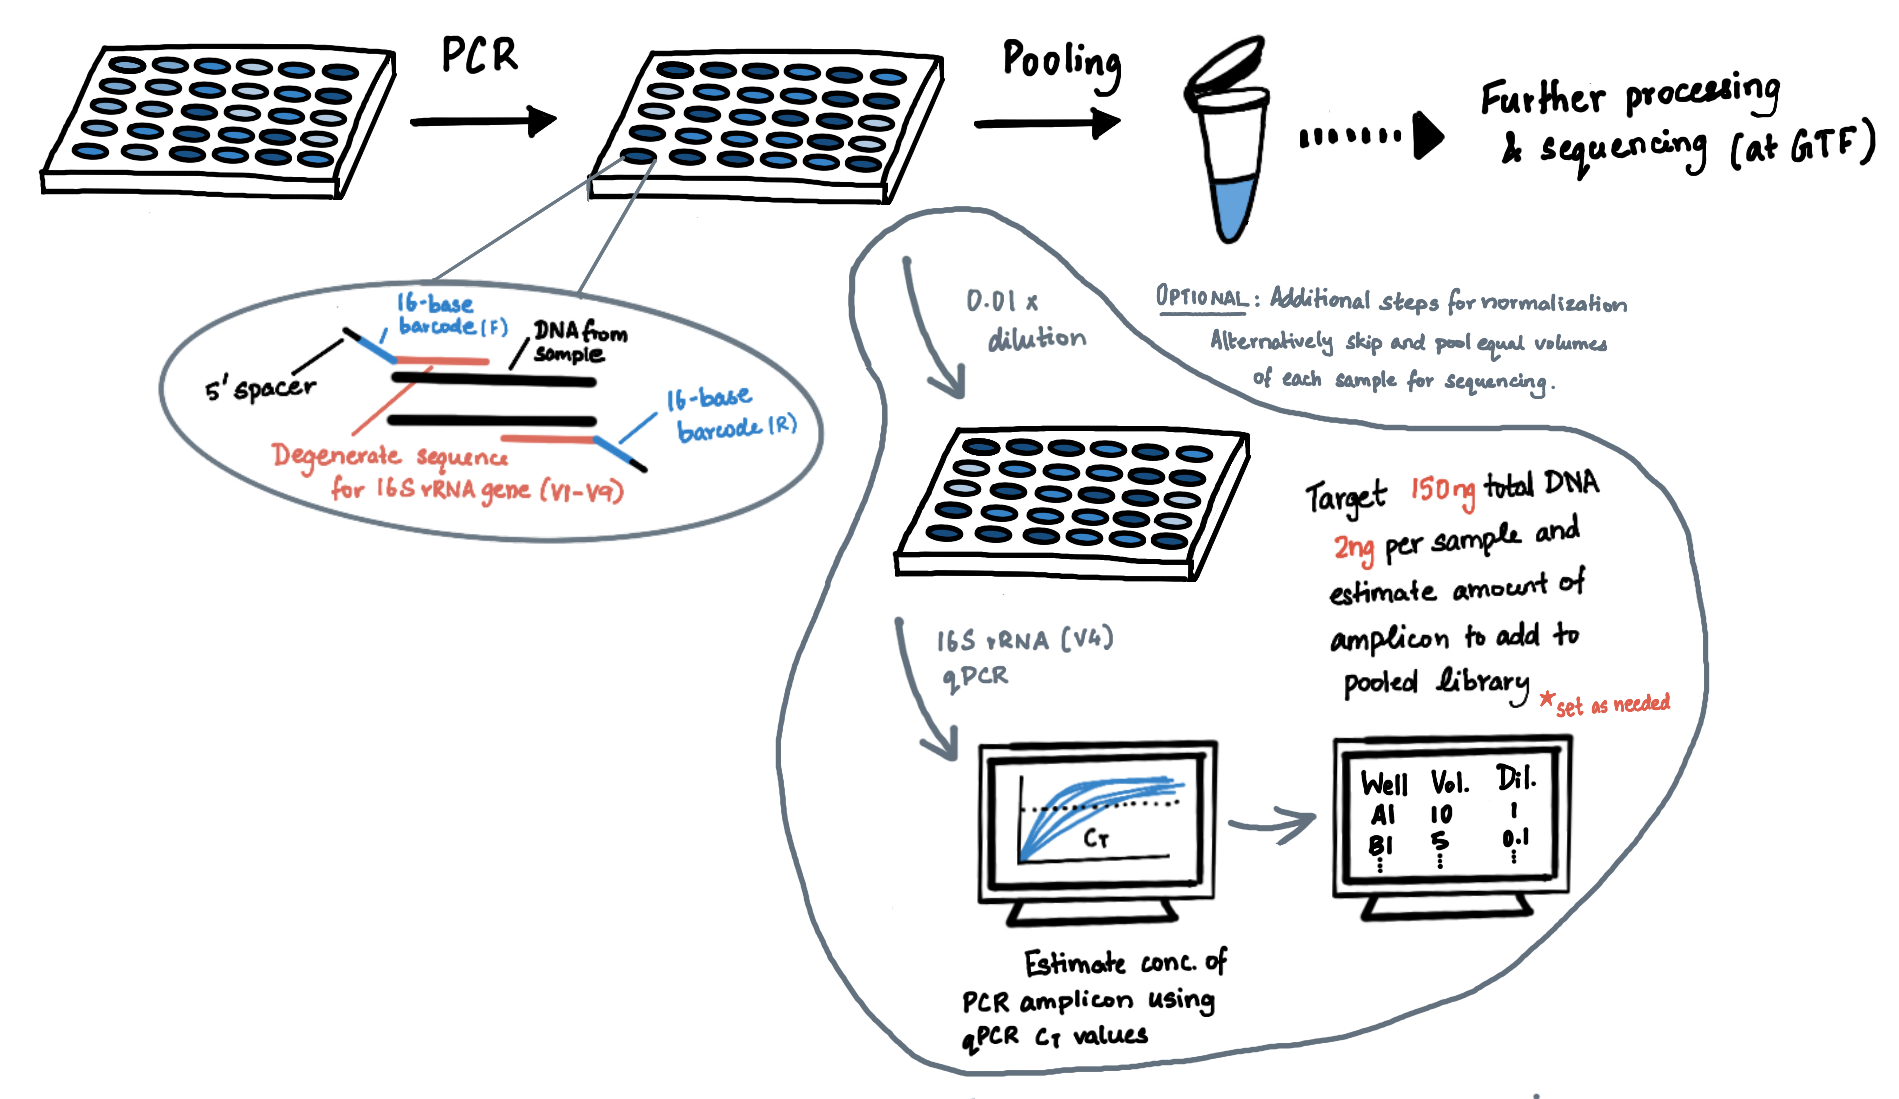 PCR
Pooling
Further processing
& sequencing (at GTF)
16-base
barcode (F)
DNA from
sample
5' spacer
16-base
barcode (R)
Degenerate sequence
for 16S rRNA gene (V1-V9)
0.01 x
dilution
OPTIONAL: Additional steps for normalization
Alternatively skip and pool equal volumes
of each sample for sequencing.
16S rRNA (V4)
qPCR
Target 150ng total DNA
2ng per sample and
estimate amount of
amplicon to add to
pooled library
*set as needed
CT
Well Vol. Dil.
A1 10 1
B1 5 0.1
Estimate conc. of
PCR amplicon using
qPCR CT values